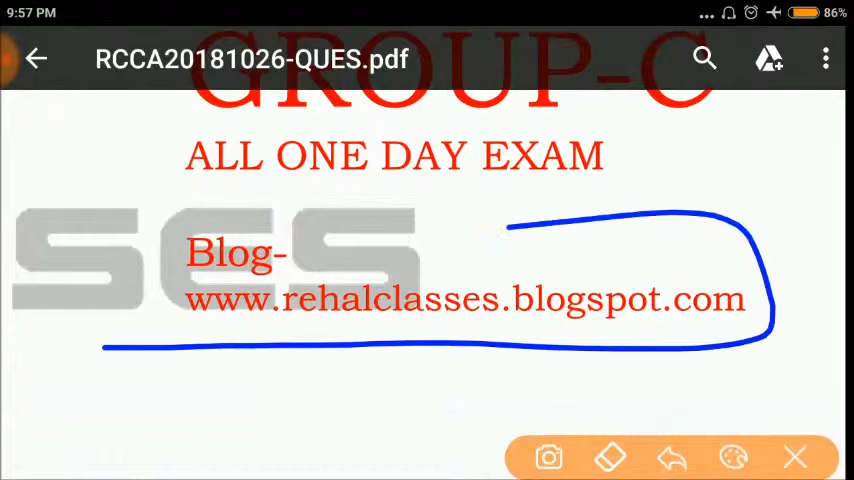 9:57 PM
86%
RCCA20181026-QUES.pdf
GROUP-C
ALL ONE DAY EXAM
SES
Blog-
www.rehalclasses.blogspot.com